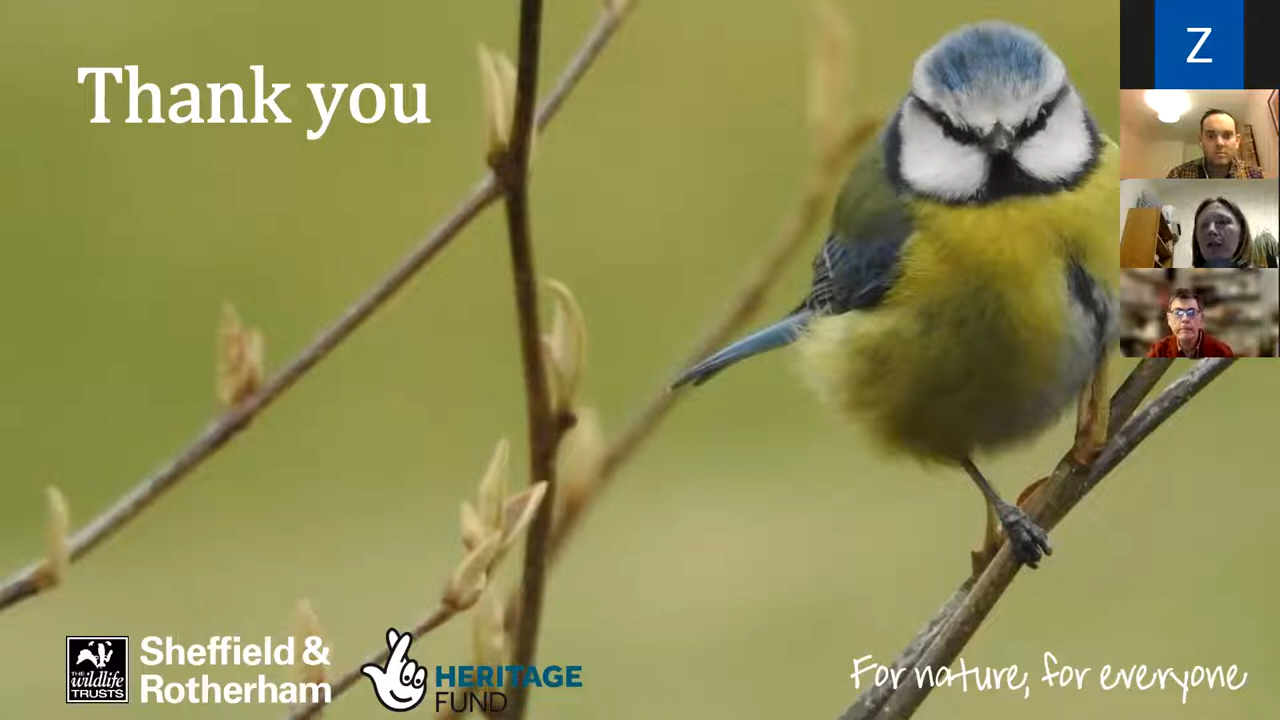 Thank you
Z
THE
wildlife
TRUSTS
Sheffield &
Rotherham
HERITAGE
FUND
For nature, for everyone